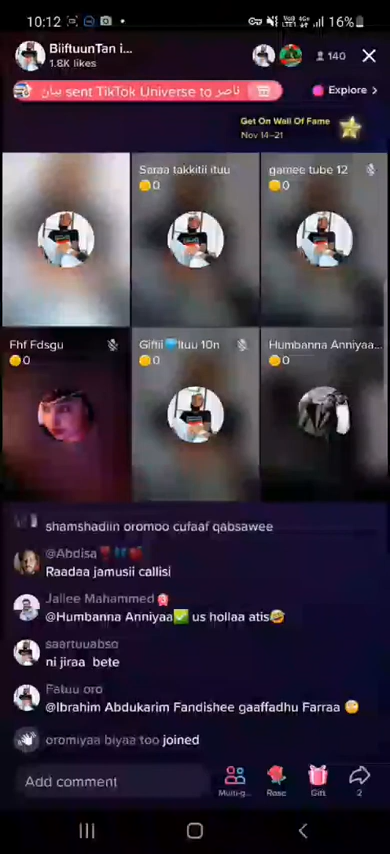 10:12
16%
BiiftuunTan i...
1.8K likes
140
بيان sent TikTok Universe to ناصر
Explore
Get On Wall Of Fame
Nov 14-21
Saraa takkitii ituu
0
gamee tube 12
0
Fhf Fdsgu
0
Giftii Ituu 10n
0
Humbanna Anniyaa...
0
shamshadiin oromoo cufaaf qabsawee
@Abdisa
Raadaa jamusii callisi
Jallee Mahammed
@Humbanna Anniyaa✅ us hollaa atis🤣
saartuuabso
ni jiraa bete
Fatuu oro
@Ibrahim Abdukarim Fandishee gaaffadhu Farraa 🙄
oromiyaa biyaa too joined
Add comment
Multi-g...
Rose
Gift
2